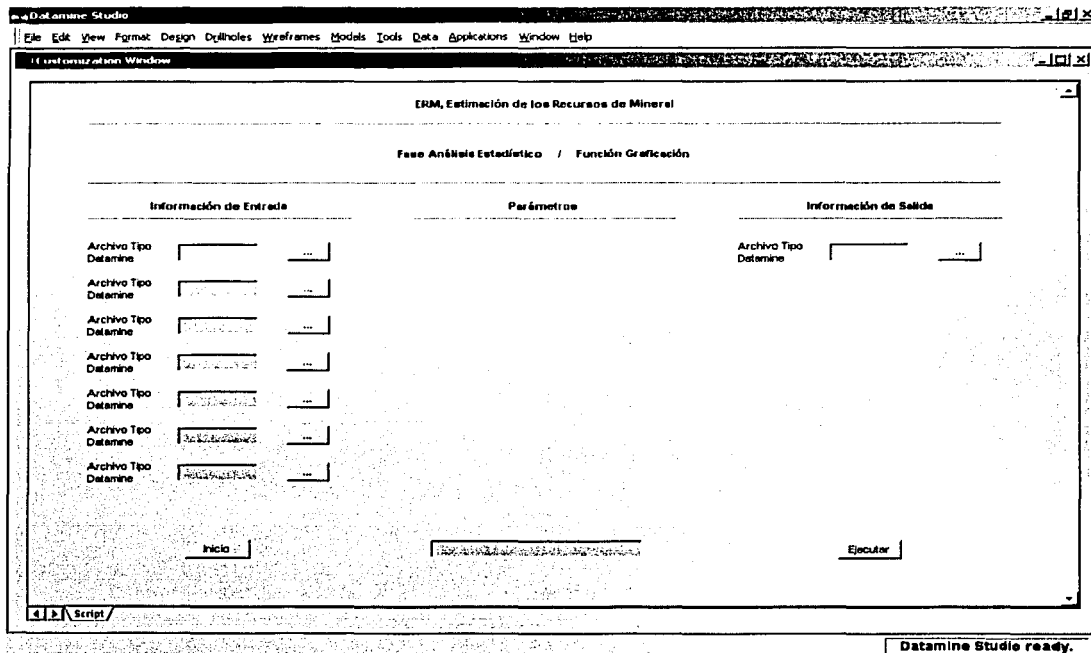 Datamine Studio
File Edit View Format Design Drillholes Wireframes Models Tools Data Applications Window Help
Customization Window
ERM, Estimación de los Recursos de Mineral
Fase Análisis Estadístico / Función Graficación
Información de Entrada Parámetros Información de Salida
Archivo Tipo Datamine ... Archivo Tipo Datamine ...
Archivo Tipo Datamine ...
Archivo Tipo Datamine ...
Archivo Tipo Datamine ...
Archivo Tipo Datamine ...
Archivo Tipo Datamine ...
Archivo Tipo Datamine ...
Inicio Ejecutar
Script
Datamine Studio ready.